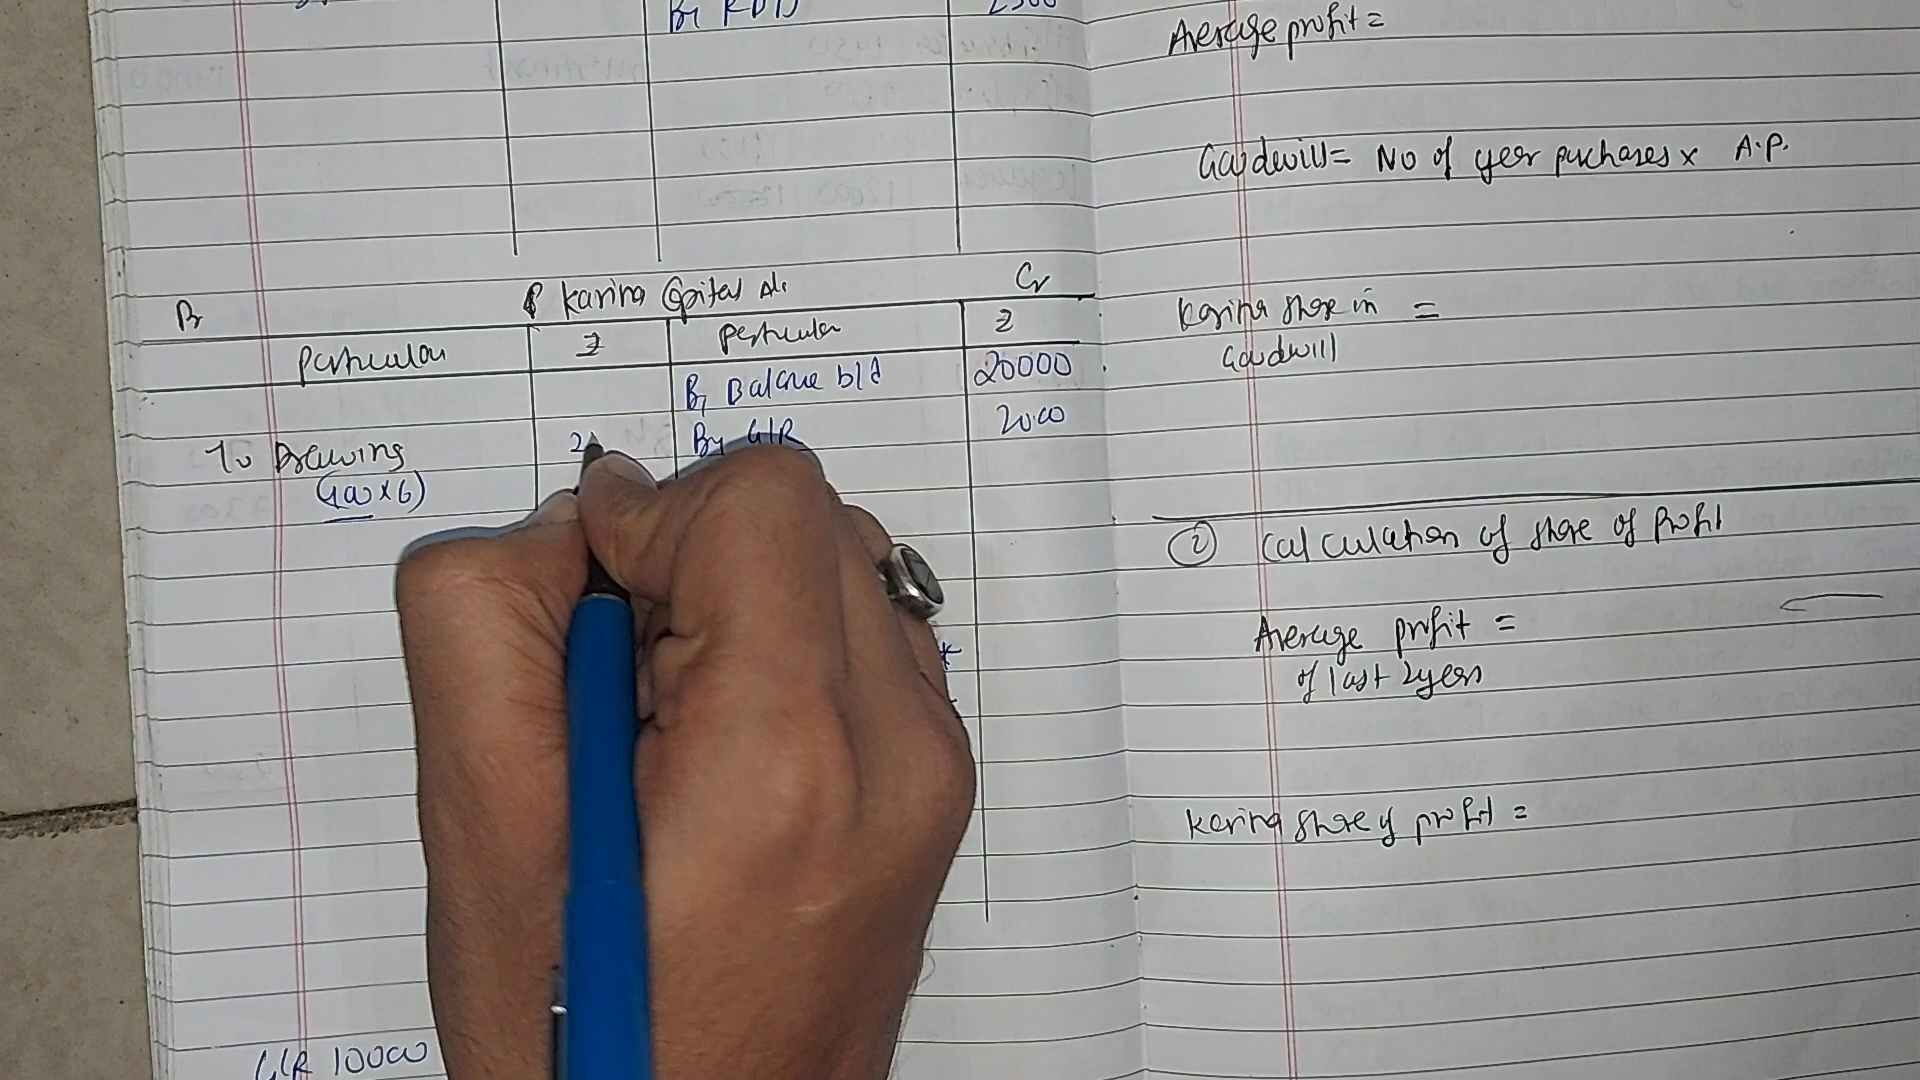 2500
Dr Karina Capital A/c Cr
Particular ₹ Particular ₹
By Balance b/d 20000
To Drawing By G/R 2000
(400x6)
G/R 10000
Average profit =
Goodwill = No of year purchases x A.P.
Karina share in =
Goodwill
② Calculation of share of Profit
Average profit =
of last 2years
Karina share of profit =